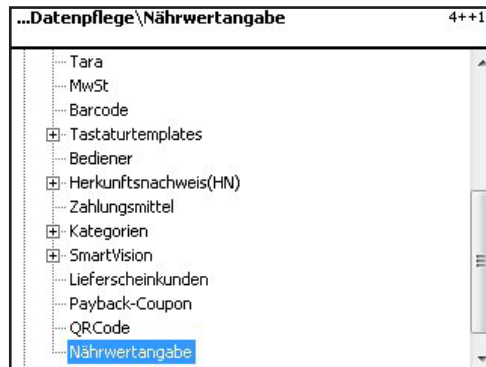 ...Datenpflege\Nährwertangabe 4++1
Tara
MwSt
Barcode
Tastaturtemplates
Bediener
Herkunftsnachweis(HN)
Zahlungsmittel
Kategorien
SmartVision
Lieferscheinkunden
Payback-Coupon
QRCode
Nährwertangabe